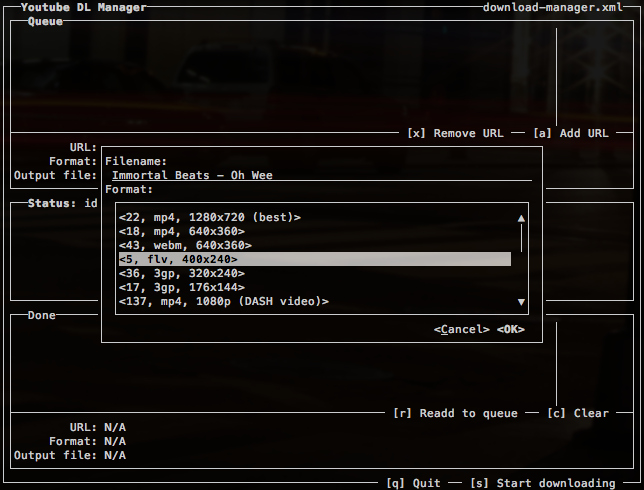 Youtube DL Manager download-manager.xml
Queue
[x] Remove URL [a] Add URL
URL:
Format:
Output file:
Filename:
Immortal Beats - Oh Wee
Format:
<22, mp4, 1280x720 (best)>
<18, mp4, 640x360>
<43, webm, 640x360>
<5, flv, 400x240>
<36, 3gp, 320x240>
<17, 3gp, 176x144>
<137, mp4, 1080p (DASH video)>
<Cancel> <OK>
Status: id
Done
[r] Readd to queue [c] Clear
URL: N/A
Format: N/A
Output file: N/A
[q] Quit [s] Start downloading